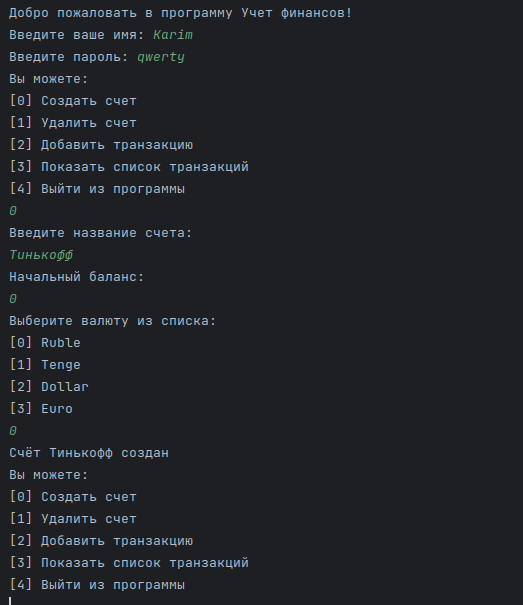 Добро пожаловать в программу Учет финансов!
Введите ваше имя: Karim
Введите пароль: qwerty
Вы можете:
[0] Создать счет
[1] Удалить счет
[2] Добавить транзакцию
[3] Показать список транзакций
[4] Выйти из программы
0
Введите название счета:
Тинькофф
Начальный баланс:
0
Выберите валюту из списка:
[0] Ruble
[1] Tenge
[2] Dollar
[3] Euro
0
Счёт Тинькофф создан
Вы можете:
[0] Создать счет
[1] Удалить счет
[2] Добавить транзакцию
[3] Показать список транзакций
[4] Выйти из программы